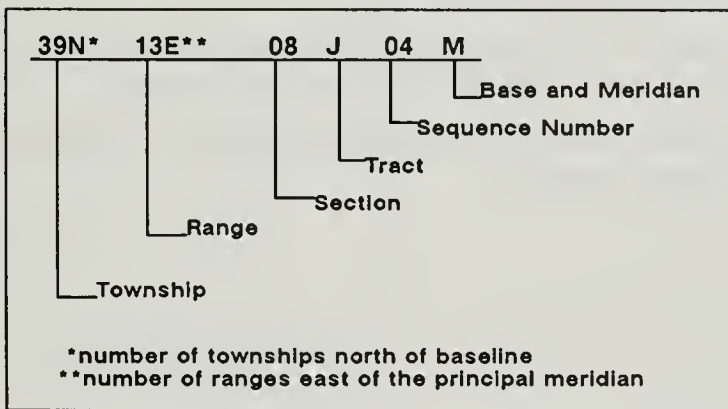 39N* 13E** 08 J 04 M
Base and Meridian
Sequence Number
Tract
Section
Range
Township
*number of townships north of baseline
**number of ranges east of the principal meridian